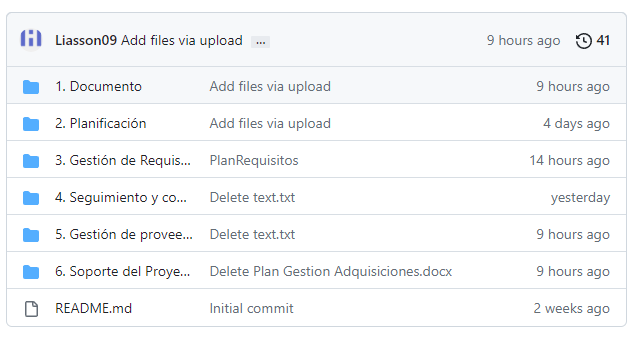 Liasson09 Add files via upload ... 9 hours ago 41
1. Documento Add files via upload 9 hours ago
2. Planificación Add files via upload 4 days ago
3. Gestión de Requis... PlanRequisitos 14 hours ago
4. Seguimiento y co... Delete text.txt yesterday
5. Gestión de provee... Delete text.txt 9 hours ago
6. Soporte del Proye... Delete Plan Gestion Adquisiciones.docx 9 hours ago
README.md Initial commit 2 weeks ago